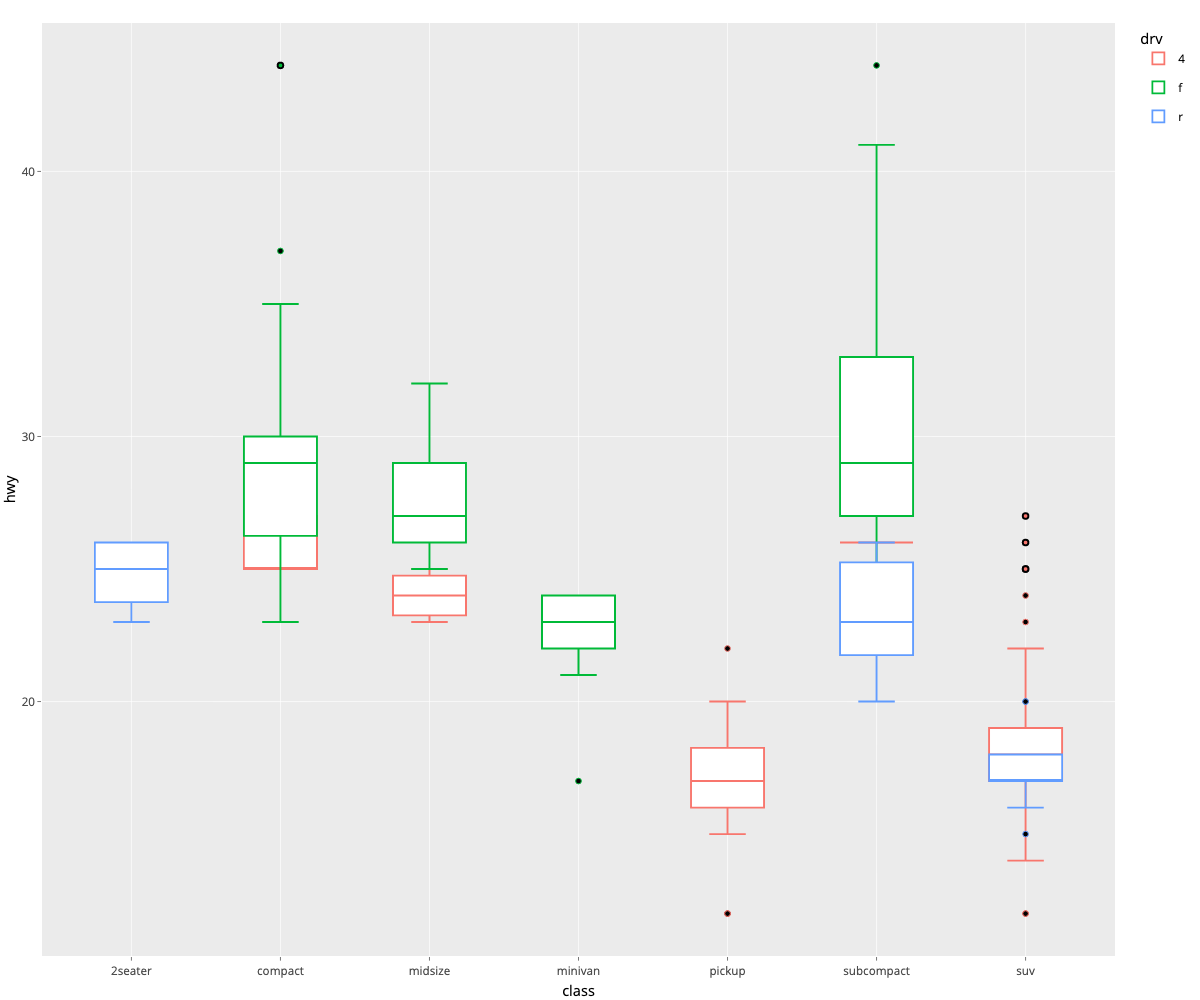 drv
4
f
r
40
30
20
hwy
2seater compact midsize minivan pickup subcompact suv
class